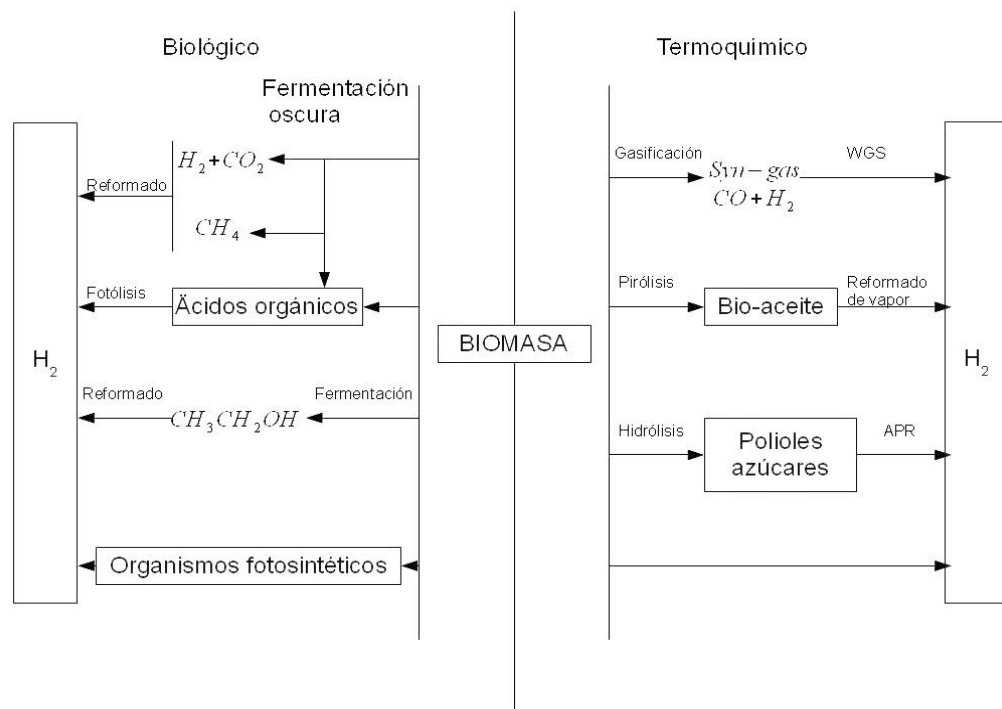 Biológico
Termoquímico
Fermentación
oscura
H₂+CO₂
Reformado
CH₄
Fotólisis
Äcidos orgánicos
H₂
Reformado
CH₃CH₂OH
Fermentación
Organismos fotosintéticos
BIOMASA
Gasificación
Syn-gas
CO+H₂
WGS
Pirólisis
Bio-aceite
Reformado
de vapor
H₂
Hidrólisis
Polioles
azúcares
APR